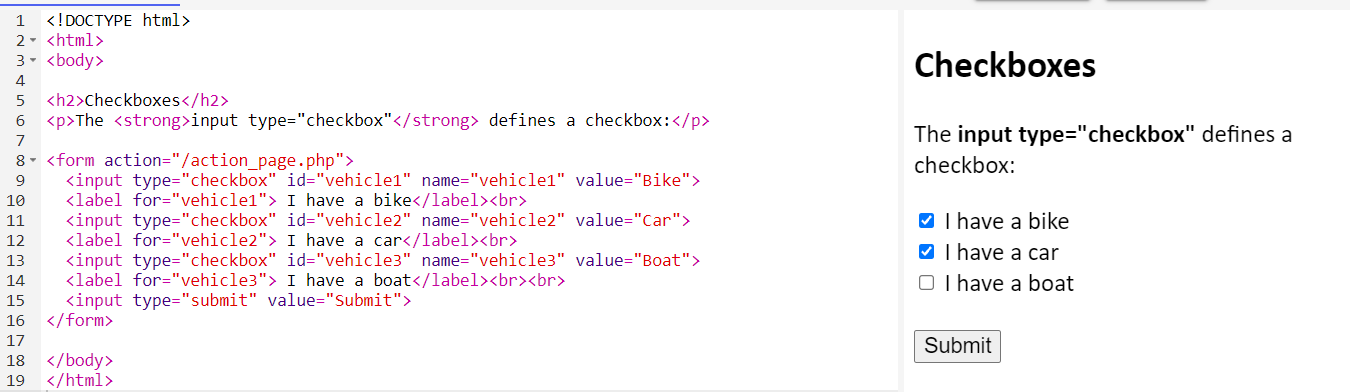 1 <!DOCTYPE html>
2 <html>
3 <body>
4
5 <h2>Checkboxes</h2>
6 <p>The <strong>input type="checkbox"</strong> defines a checkbox:</p>
7
8 <form action="/action_page.php">
9   <input type="checkbox" id="vehicle1" name="vehicle1" value="Bike">
10   <label for="vehicle1"> I have a bike</label><br>
11   <input type="checkbox" id="vehicle2" name="vehicle2" value="Car">
12   <label for="vehicle2"> I have a car</label><br>
13   <input type="checkbox" id="vehicle3" name="vehicle3" value="Boat">
14   <label for="vehicle3"> I have a boat</label><br><br>
15   <input type="submit" value="Submit">
16 </form>
17
18 </body>
19 </html>
Checkboxes
The input type="checkbox" defines a
checkbox:
I have a bike
I have a car
I have a boat
Submit